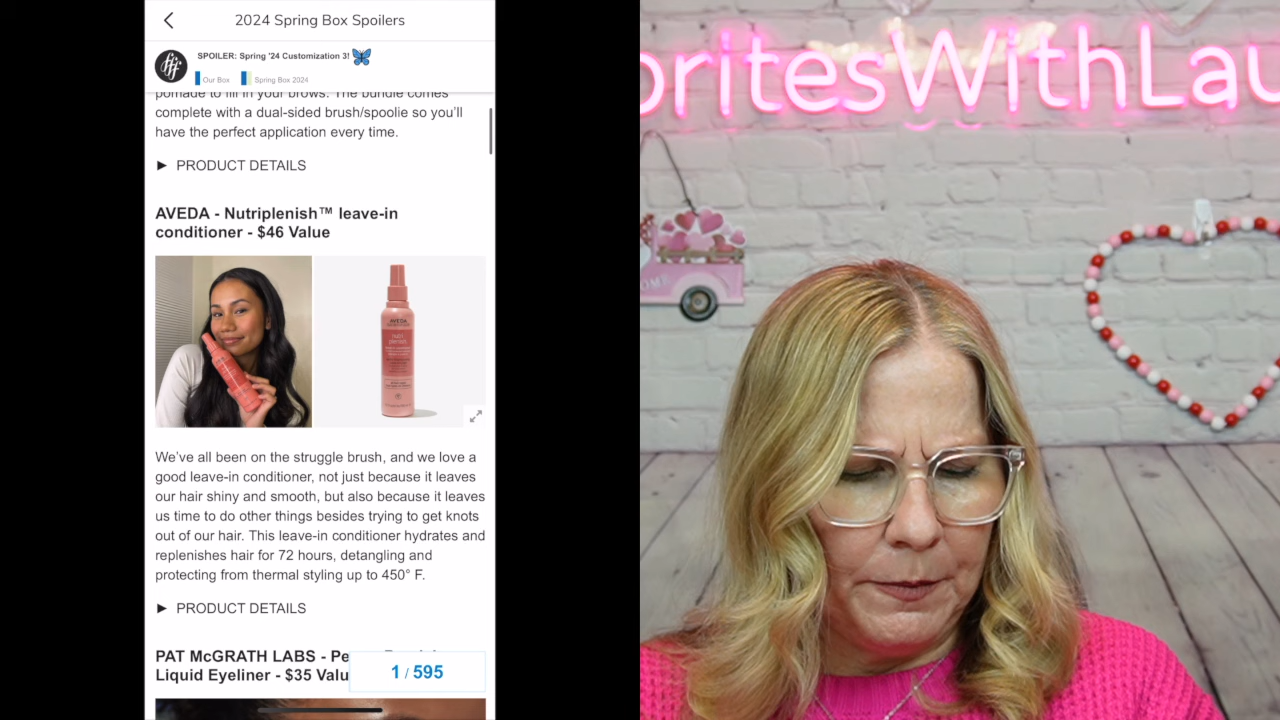 2024 Spring Box Spoilers
fff
SPOILER: Spring '24 Customization 3!
Our Box Spring Box 2024
pomade to fill in your brows. The bundle comes
complete with a dual-sided brush/spoolie so you'll
have the perfect application every time.
► PRODUCT DETAILS
AVEDA - Nutriplenish™ leave-in
conditioner - $46 Value
AVEDA
We've all been on the struggle brush, and we love a
good leave-in conditioner, not just because it leaves
our hair shiny and smooth, but also because it leaves
us time to do other things besides trying to get knots
out of our hair. This leave-in conditioner hydrates and
replenishes hair for 72 hours, detangling and
protecting from thermal styling up to 450° F.
► PRODUCT DETAILS
PAT McGRATH LABS - Pe
Liquid Eyeliner - $35 Valu
1 / 595
oritesWithLau
OME